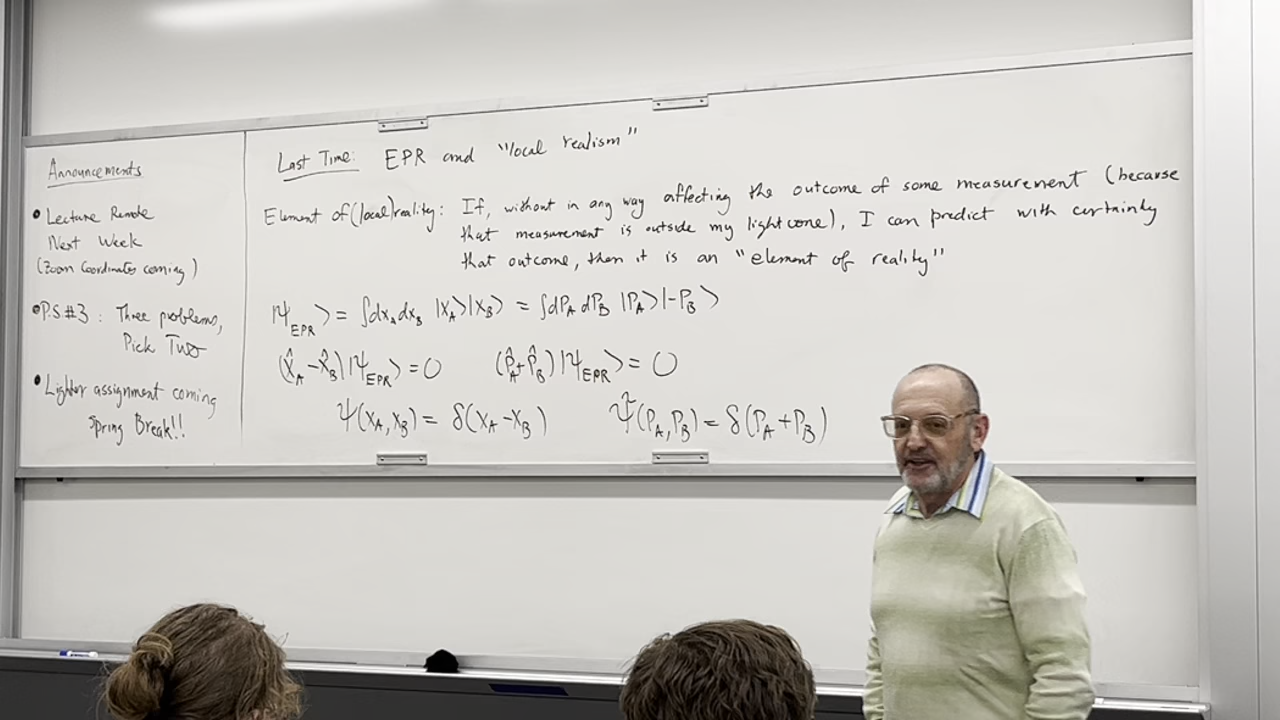 Announcements
• Lecture Remote
Next Week
(Zoom Coordinates coming)
• P.S #3 : Three problems,
Pick Two
• Lighter assignment coming
Spring Break!!
Last Time: EPR and "local realism"
Element of (local) reality: If, without in any way affecting the outcome of some measurement (because
that measurement is outside my light cone), I can predict with certainty
that outcome, then it is an "element of reality"
|Ψ_EPR⟩ = ∫dx_A dx_B |x_A⟩|x_B⟩ = ∫dP_A dP_B |P_A⟩|-P_B⟩
(x̂_A - x̂_B)|Ψ_EPR⟩ = 0 (p̂_A + p̂_B)|Ψ_EPR⟩ = 0
Ψ(x_A, x_B) = δ(x_A - x_B) Ψ̃(P_A, P_B) = δ(P_A + P_B)